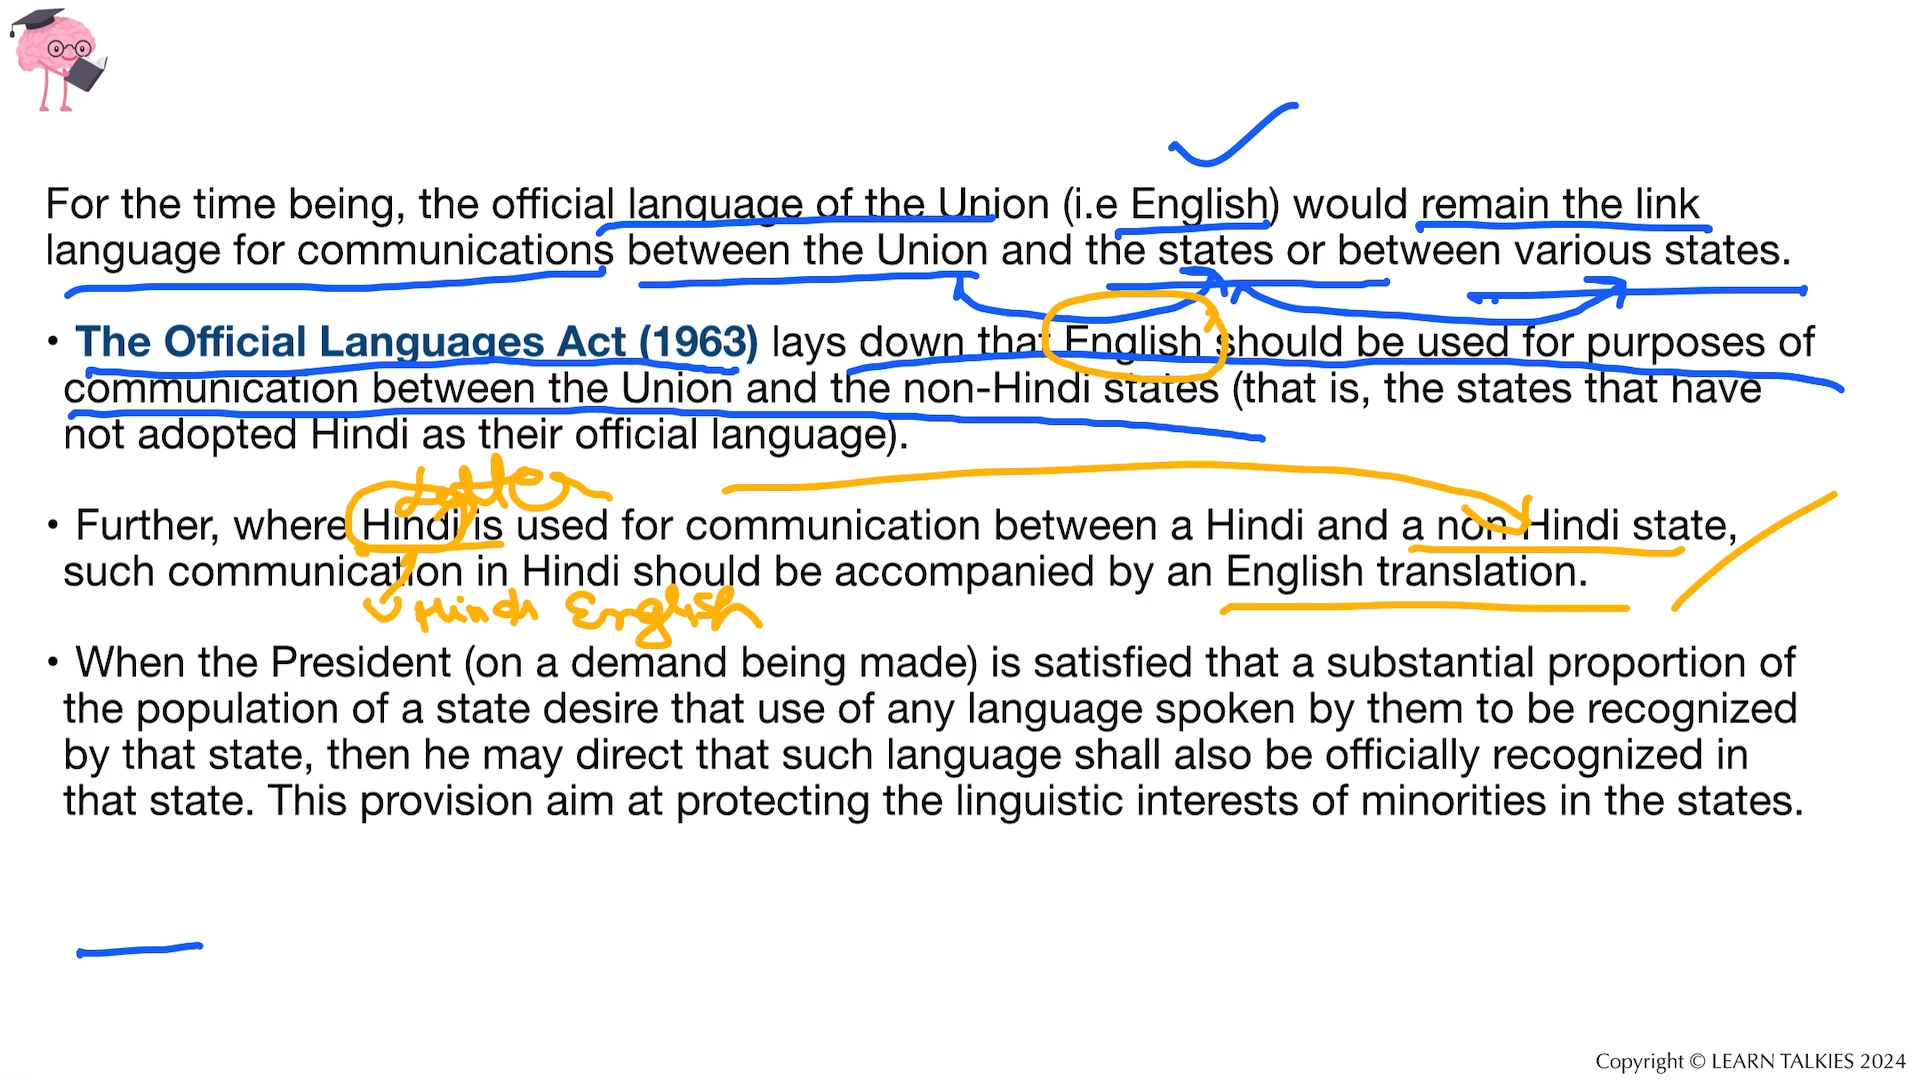 For the time being, the official language of the Union (i.e English) would remain the link
language for communications between the Union and the states or between various states.
• The Official Languages Act (1963) lays down that English should be used for purposes of
communication between the Union and the non-Hindi states (that is, the states that have
not adopted Hindi as their official language).
Letter
• Further, where Hindi is used for communication between a Hindi and a non-Hindi state,
such communication in Hindi should be accompanied by an English translation.
Hindi English
• When the President (on a demand being made) is satisfied that a substantial proportion of
the population of a state desire that use of any language spoken by them to be recognized
by that state, then he may direct that such language shall also be officially recognized in
that state. This provision aim at protecting the linguistic interests of minorities in the states.
Copyright © LEARN TALKIES 2024